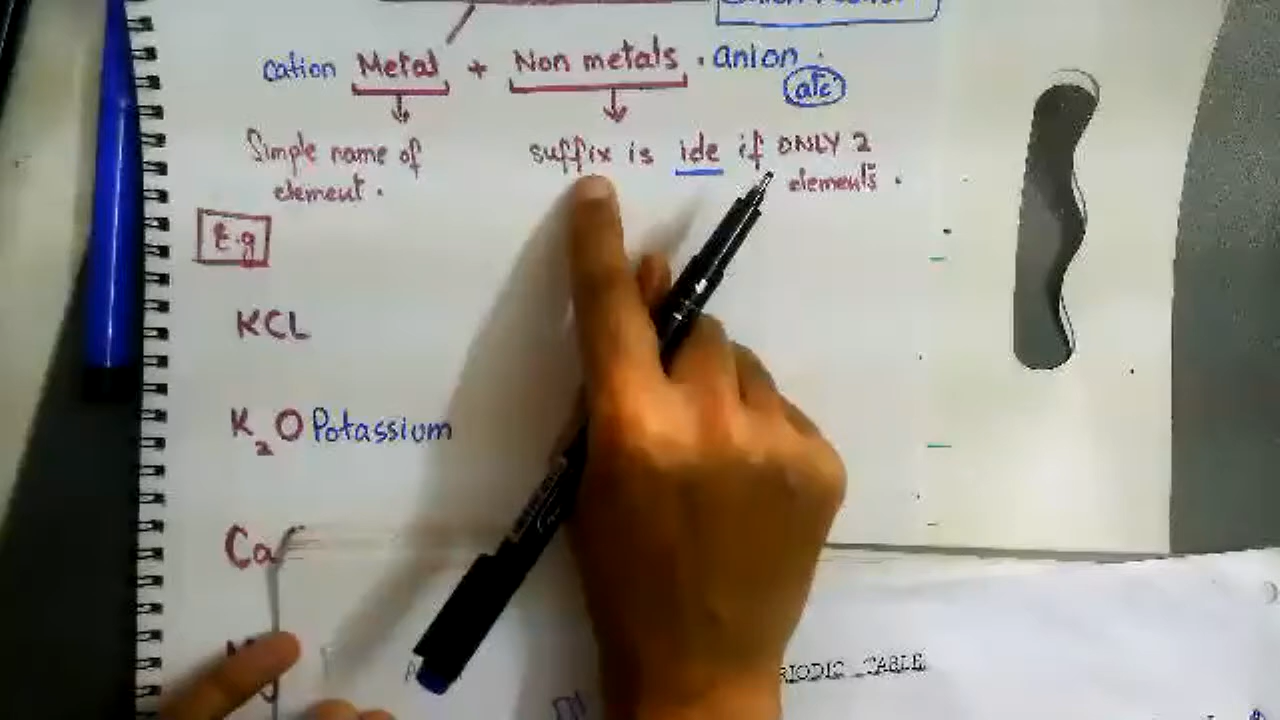 cation Metal + Non metals . anion .
atc
Simple name of element .
suffix is ide if ONLY 2 elements .
E.g
KCL
K2O Potassium
Ca
RIODIC TABLE